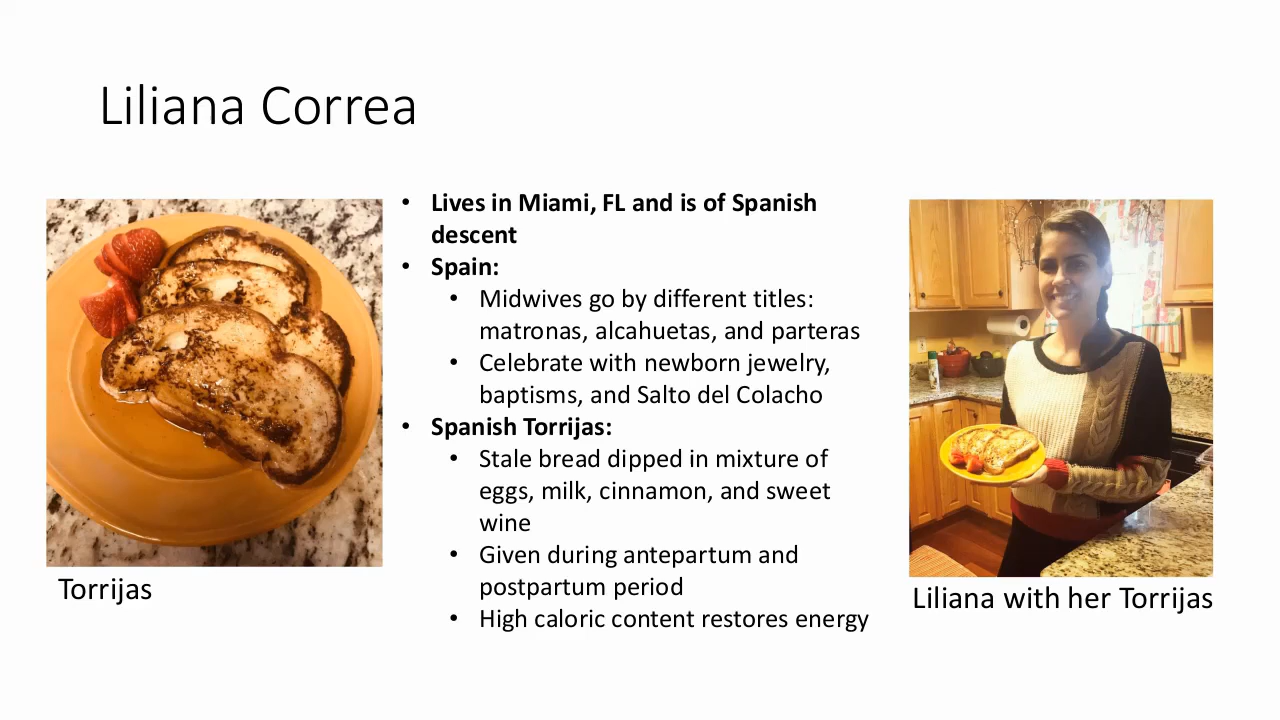 Liliana Correa
• Lives in Miami, FL and is of Spanish
descent
• Spain:
• Midwives go by different titles:
matronas, alcahuetas, and parteras
• Celebrate with newborn jewelry,
baptisms, and Salto del Colacho
• Spanish Torrijas:
• Stale bread dipped in mixture of
eggs, milk, cinnamon, and sweet
wine
• Given during antepartum and
postpartum period
• High caloric content restores energy
Torrijas
Liliana with her Torrijas